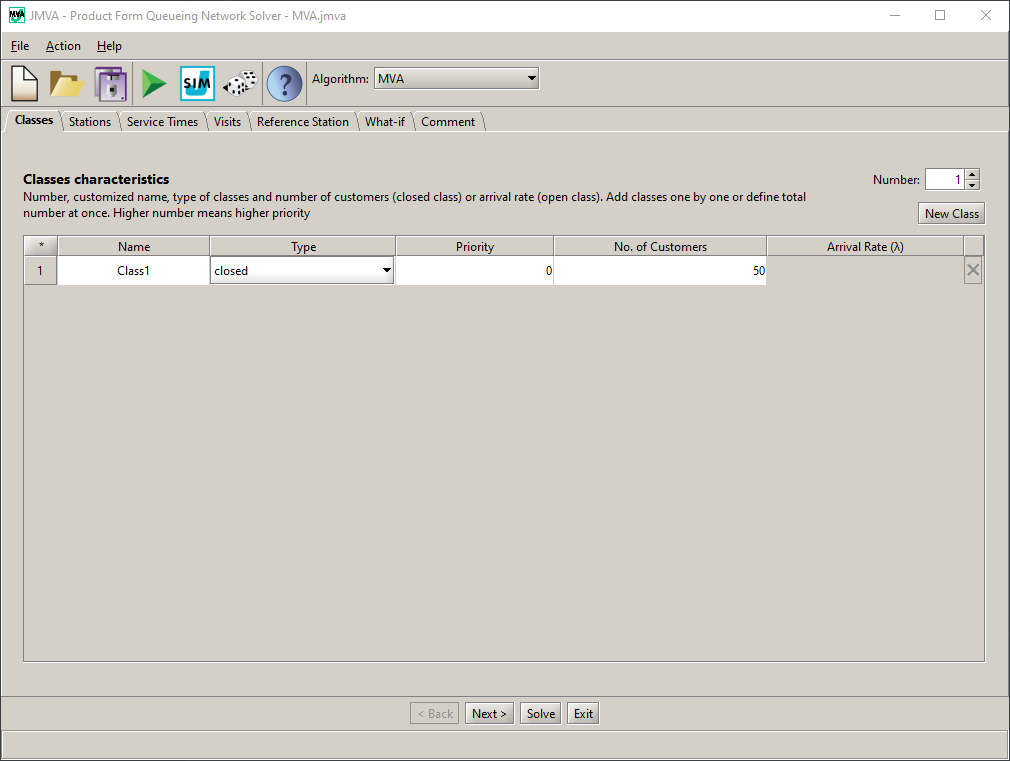 MVA JMVA - Product Form Queueing Network Solver - MVA.jmva
File Action Help
SIM ? Algorithm: MVA
Classes Stations Service Times Visits Reference Station What-if Comment
Classes characteristics
Number: 1
Number, customized name, type of classes and number of customers (closed class) or arrival rate (open class). Add classes one by one or define total
number at once. Higher number means higher priority
New Class
* Name Type Priority No. of Customers Arrival Rate (λ)
1 Class1 closed 0 50
< Back Next > Solve Exit